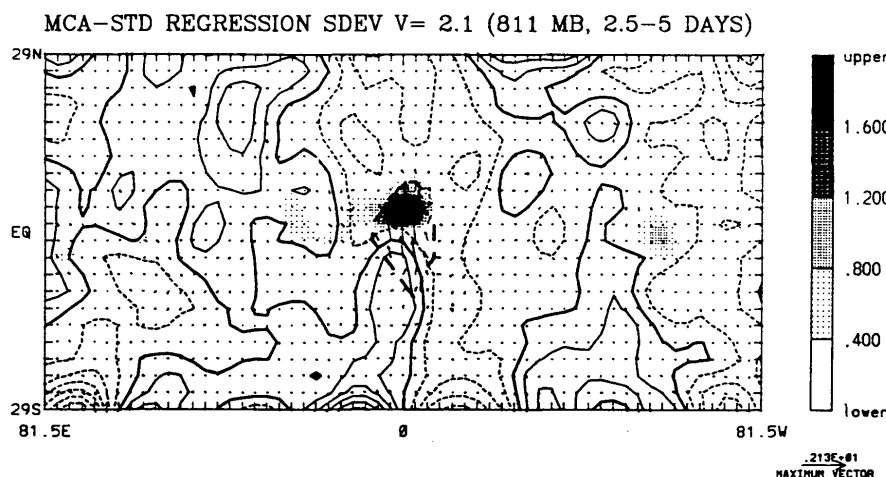 MCA-STD REGRESSION SDEV V= 2.1 (811 MB, 2.5-5 DAYS)
29N
EQ
29S
81.5E 0 81.5W
upper
1.600
1.200
.800
.400
lower
.213E+01
MAXIMUM VECTOR